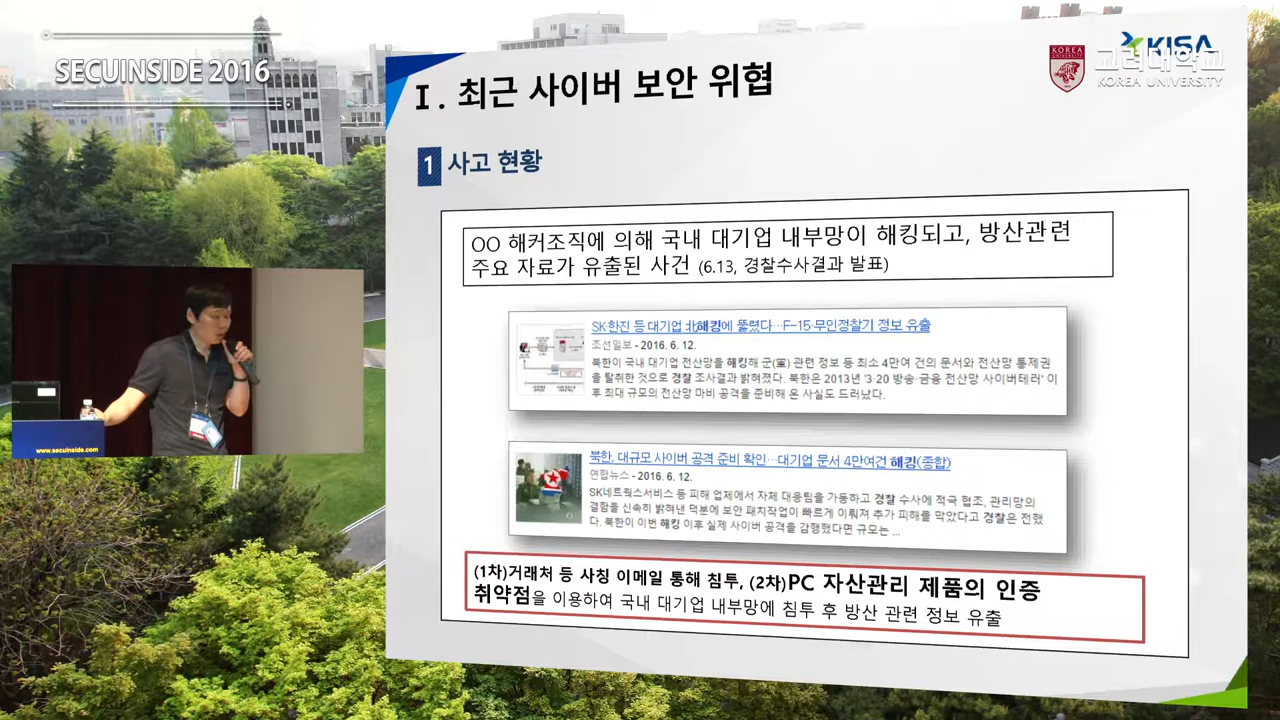 SECUINSIDE 2016
KISA
KOREA
고려대학교
KOREA UNIVERSITY
Ⅰ. 최근 사이버 보안 위협
1 사고 현황
OO 해커조직에 의해 국내 대기업 내부망이 해킹되고, 방산관련
주요 자료가 유출된 사건 (6.13, 경찰수사결과 발표)
SK·한진 등 대기업 北해킹에 뚫렸다…F-15·무인정찰기 정보 유출
조선일보 - 2016. 6. 12.
북한이 국내 대기업 전산망을 해킹해 군(軍) 관련 정보 등 최소 4만여 건의 문서와 전산망 통제권
을 탈취한 것으로 경찰 조사결과 밝혀졌다. 북한은 2013년 '3·20 방송·금융 전산망 사이버테러' 이
후 최대 규모의 전산망 마비 공격을 준비해 온 사실도 드러났다.
북한, 대규모 사이버 공격 준비 확인…대기업 문서 4만여건 해킹(종합)
연합뉴스 - 2016. 6. 12.
SK네트웍스서비스 등 피해 업체에서 자체 대응팀을 가동하고 경찰 수사에 적극 협조, 관리망의
결함을 신속히 밝혀낸 덕분에 보안 패치작업이 빠르게 이뤄져 추가 피해를 막았다고 경찰은 전했
다. 북한이 이번 해킹 이후 실제 사이버 공격을 감행했다면 규모는 ...
(1차)거래처 등 사칭 이메일 통해 침투, (2차)PC 자산관리 제품의 인증
취약점을 이용하여 국내 대기업 내부망에 침투 후 방산 관련 정보 유출
www.secuinside.com